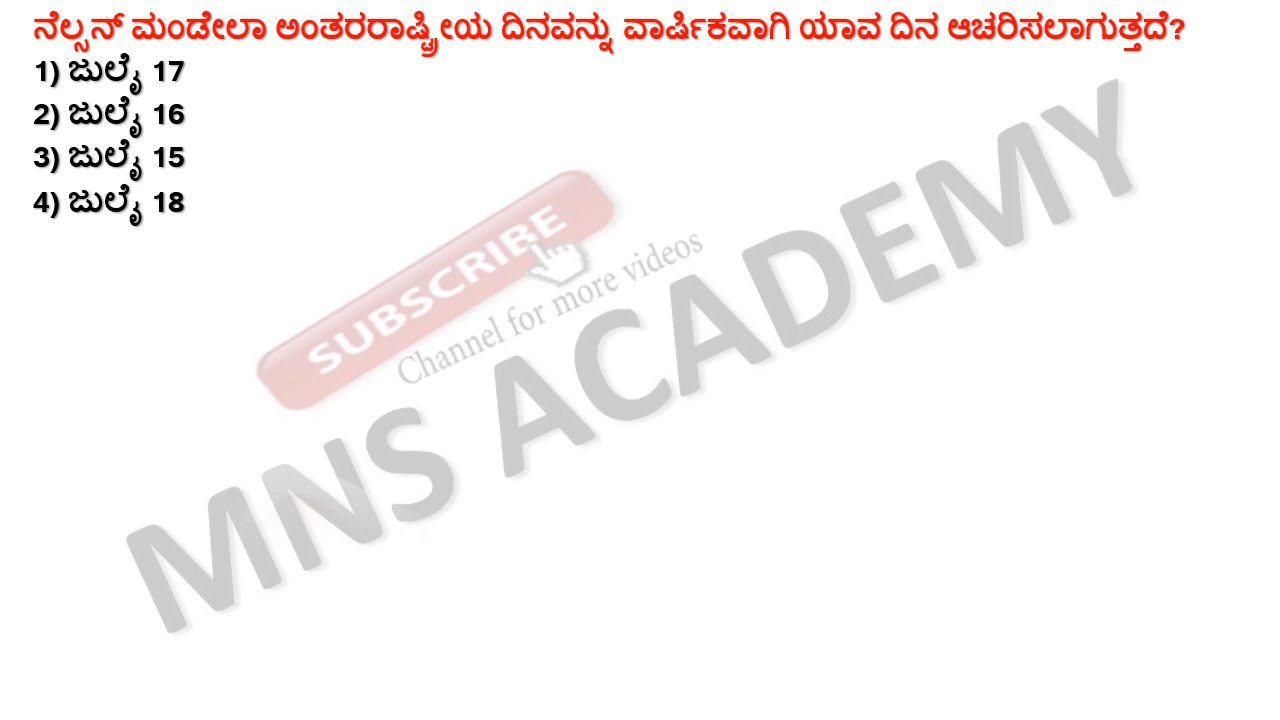 ನೆಲ್ಸನ್ ಮಂಡೇಲಾ ಅಂತರರಾಷ್ಟ್ರೀಯ ದಿನವನ್ನು ವಾರ್ಷಿಕವಾಗಿ ಯಾವ ದಿನ ಆಚರಿಸಲಾಗುತ್ತದೆ?
1) ಜುಲೈ 17
2) ಜುಲೈ 16
3) ಜುಲೈ 15
4) ಜುಲೈ 18
SUBSCRIBE
Channel for more videos
MNS ACADEMY